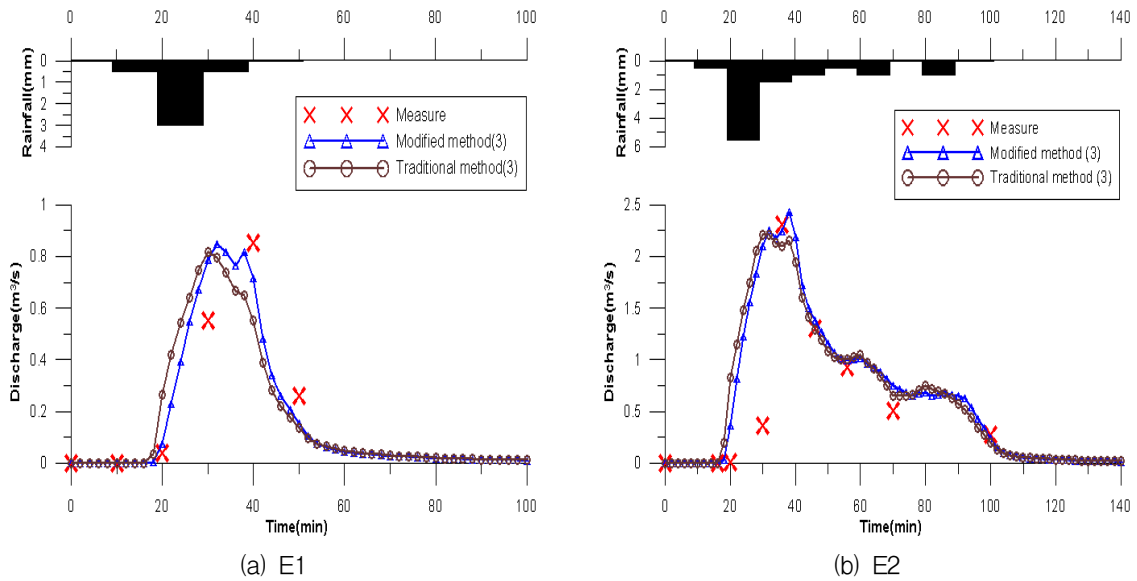 0 20 40 60 80 100
Rainfall(mm)
0
1
2
3
4
Measure
Modified method(3)
Traditional method(3)
Discharge(m³/s)
1
0.8
0.6
0.4
0.2
0
0 20 40 60 80 100
Time(min)
(a) E1
0 20 40 60 80 100 120 140
Rainfall(mm)
0
2
4
6
Measure
Modified method (3)
Traditional method (3)
Discharge(m³/s)
2.5
2
1.5
1
0.5
0
0 20 40 60 80 100 120 140
Time(min)
(b) E2